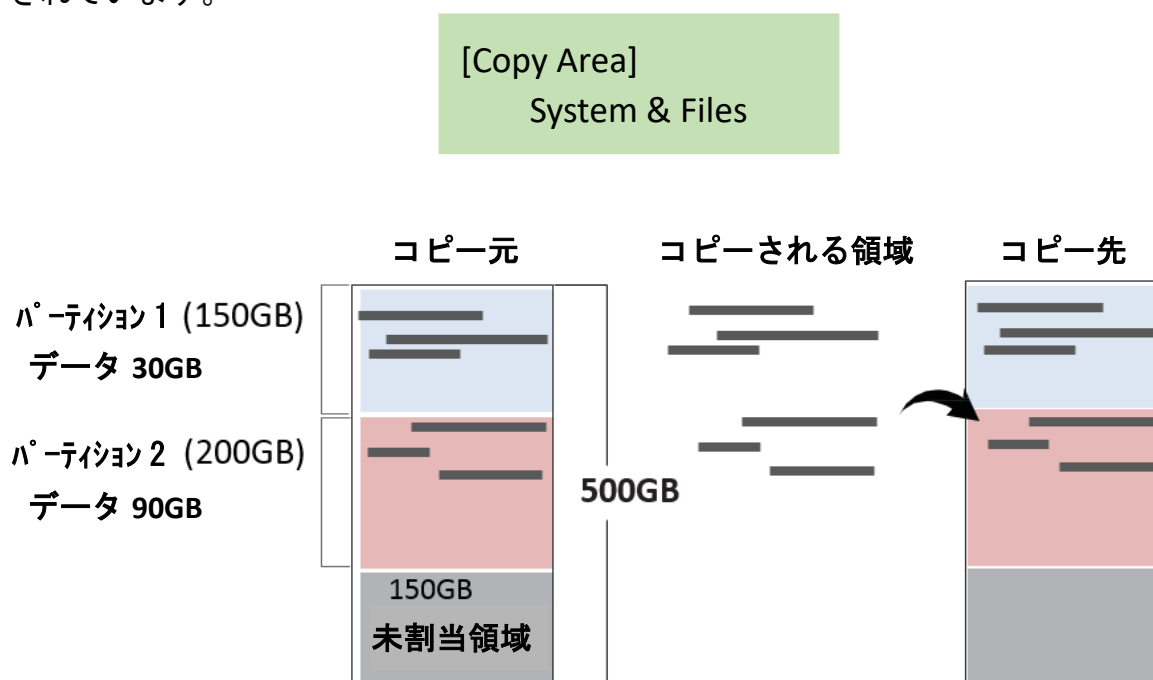 されています。
[Copy Area]
System & Files
コピー元
コピーされる領域
コピー先
ﾊﾟｰﾃｨｼｮﾝ 1 (150GB)
データ 30GB
ﾊﾟｰﾃｨｼｮﾝ 2 (200GB)
データ 90GB
500GB
150GB
未割当領域